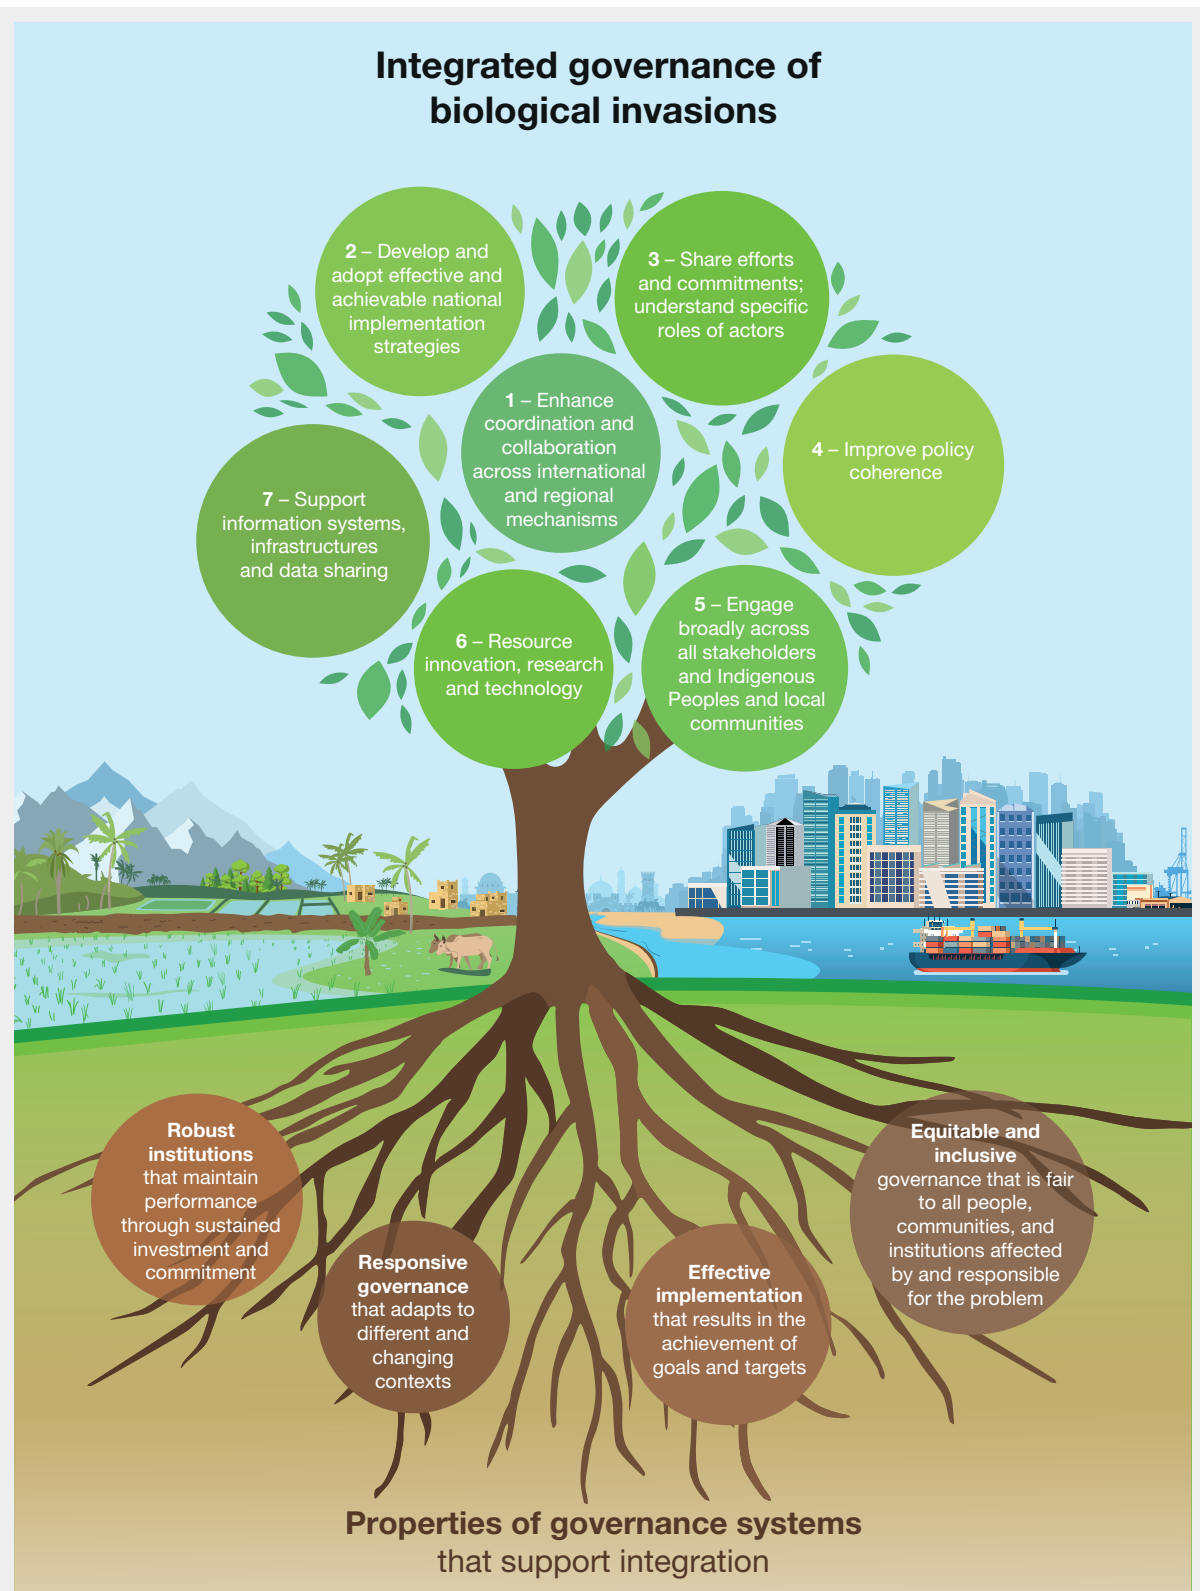 Integrated governance of
biological invasions
2 – Develop and
adopt effective and
achievable national
implementation
strategies
3 – Share efforts
and commitments;
understand specific
roles of actors
1 – Enhance
coordination and
collaboration
across international
and regional
mechanisms
4 – Improve policy
coherence
7 – Support
information systems,
infrastructures
and data sharing
6 – Resource
innovation, research
and technology
5 – Engage
broadly across
all stakeholders
and Indigenous
Peoples and local
communities
Robust
institutions
that maintain
performance
through sustained
investment and
commitment
Responsive
governance
that adapts to
different and
changing
contexts
Effective
implementation
that results in the
achievement of
goals and targets
Equitable and
inclusive
governance that is fair
to all people,
communities, and
institutions affected
by and responsible
for the problem
Properties of governance systems
that support integration